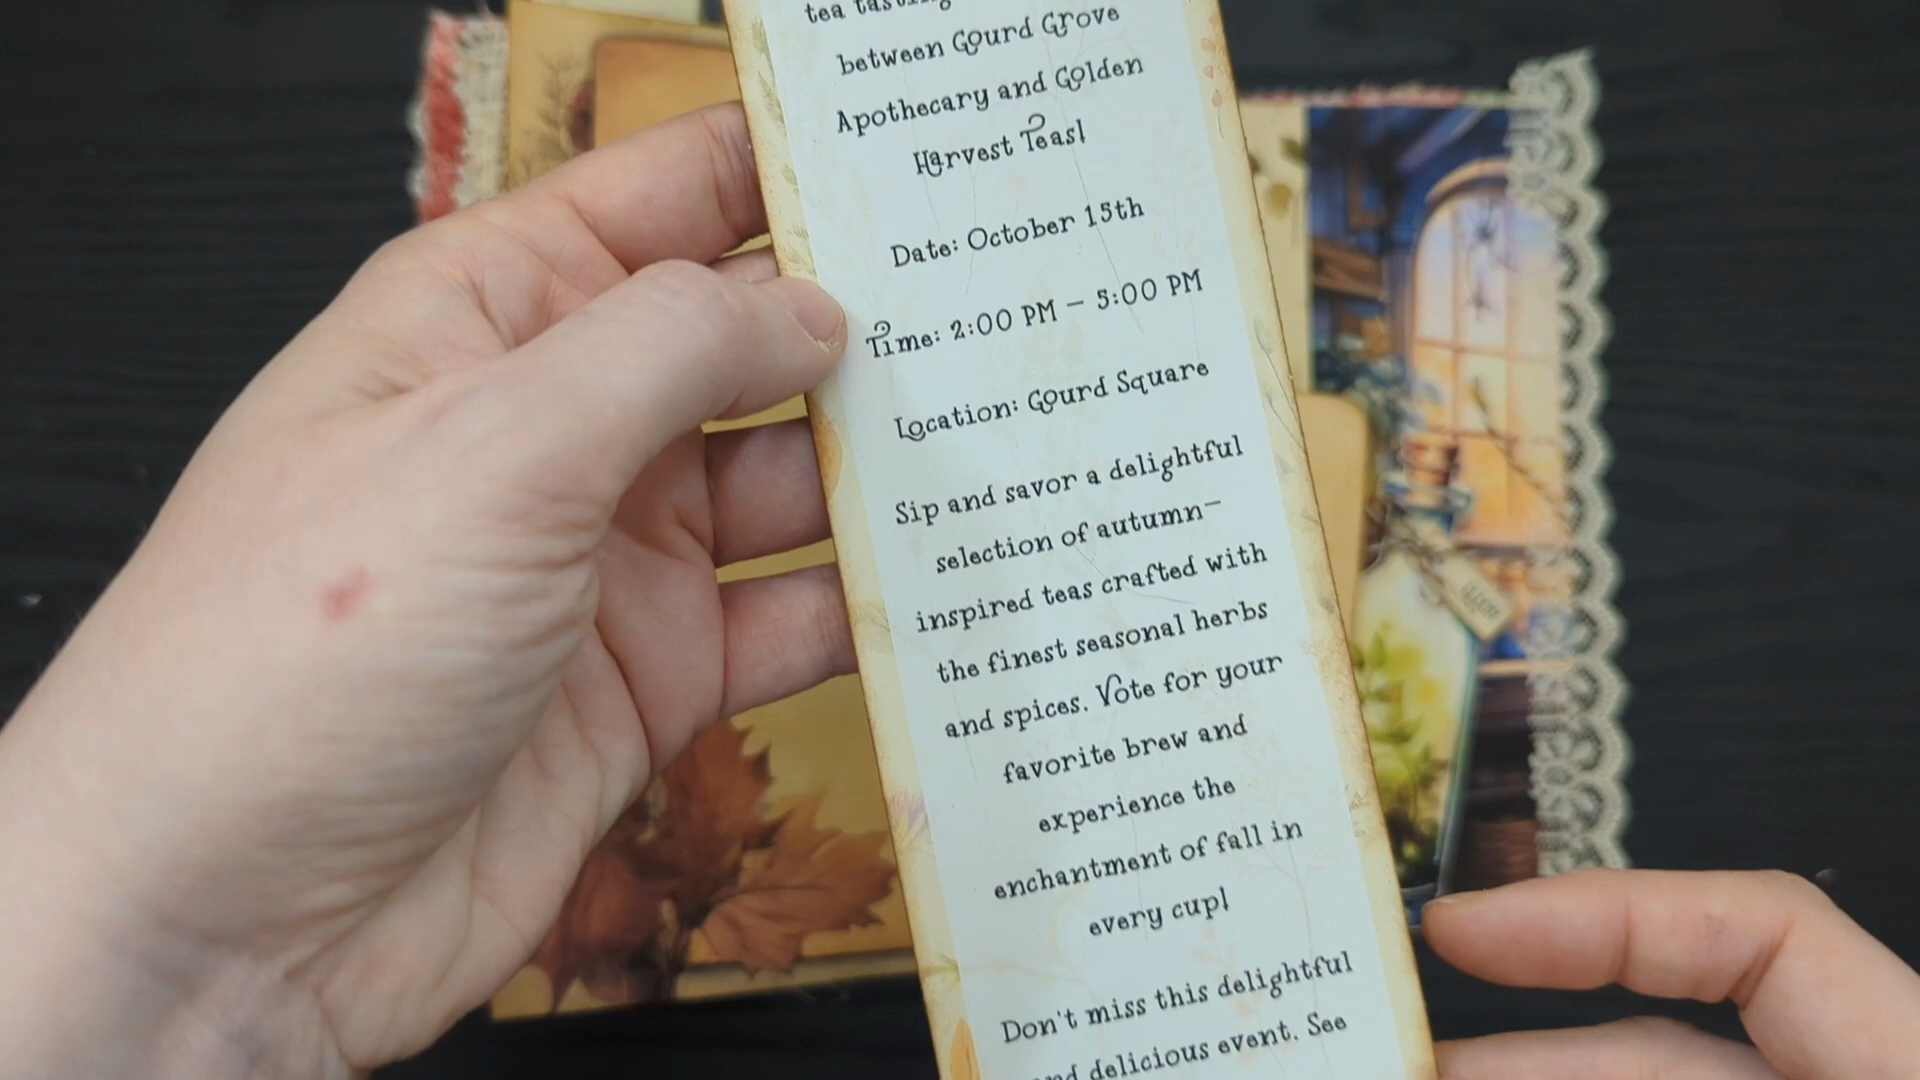 tea tasting
between Gourd Grove
Apothecary and Golden
Harvest Teas!
Date: October 15th
Time: 2:00 PM – 5:00 PM
Location: Gourd Square
Sip and savor a delightful
selection of autumn-
inspired teas crafted with
the finest seasonal herbs
and spices. Vote for your
favorite brew and
experience the
enchantment of fall in
every cup!
Don't miss this delightful
and delicious event. See